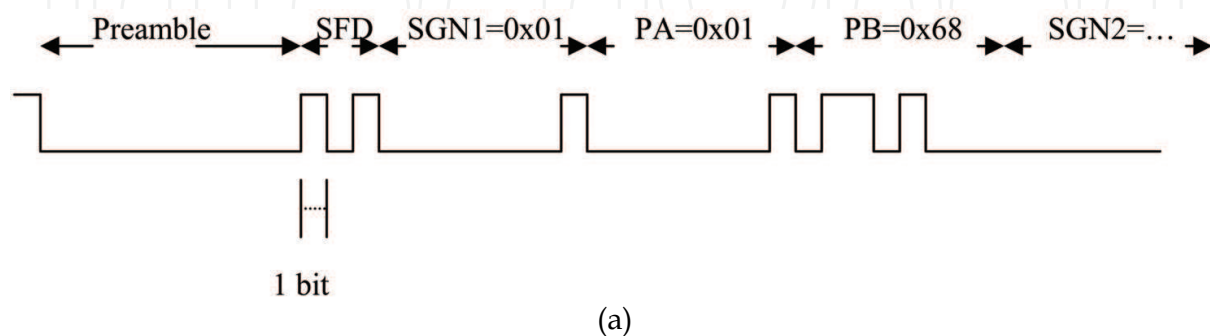 Preamble SFD SGN1=0x01 PA=0x01 PB=0x68 SGN2=...
1 bit
(a)